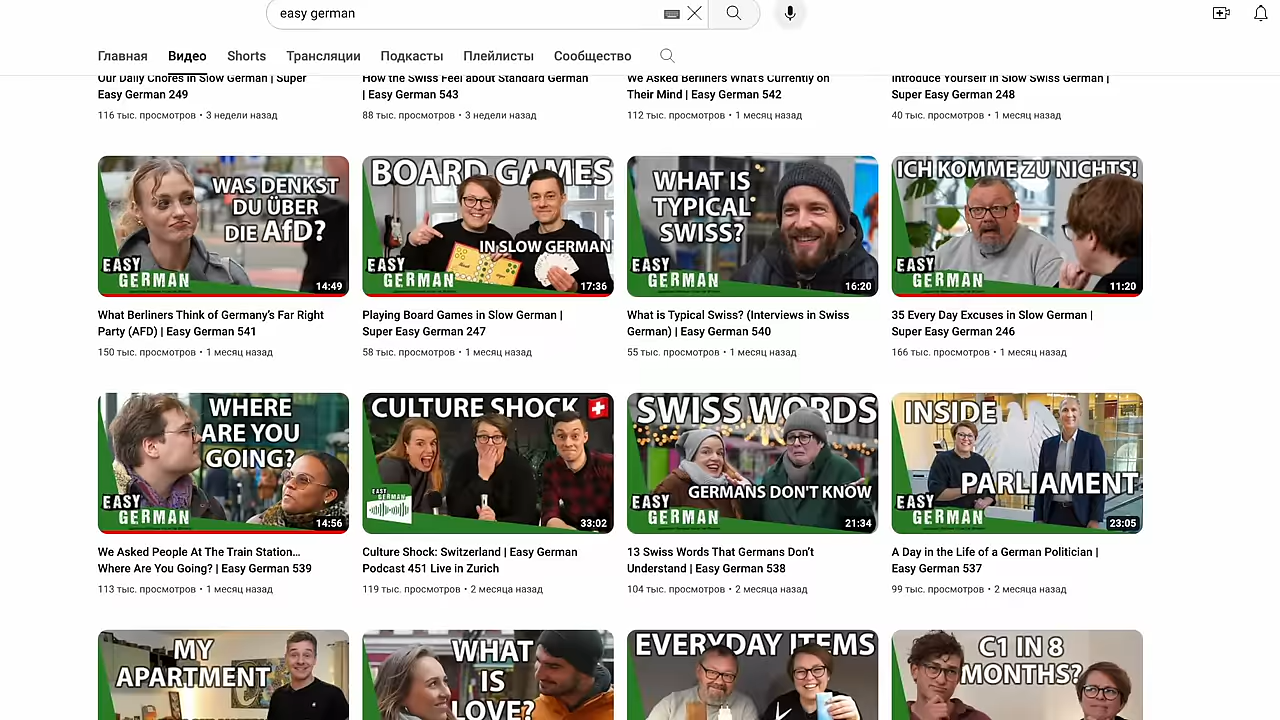 easy german
Главная Видео Shorts Трансляции Подкасты Плейлисты Сообщество
Our Daily Chores in Slow German | Super
Easy German 249
116 тыс. просмотров • 3 недели назад
How the Swiss Feel about Standard German
| Easy German 543
88 тыс. просмотров • 3 недели назад
We Asked Berliners What's Currently on
Their Mind | Easy German 542
112 тыс. просмотров • 1 месяц назад
Introduce Yourself in Slow Swiss German |
Super Easy German 248
40 тыс. просмотров • 1 месяц назад
WAS DENKST
DU ÜBER
DIE AfD?
EASY
GERMAN
14:49
What Berliners Think of Germany's Far Right
Party (AFD) | Easy German 541
150 тыс. просмотров • 1 месяц назад
BOARD GAMES
IN SLOW GERMAN
EASY
GERMAN
17:36
Playing Board Games in Slow German |
Super Easy German 247
58 тыс. просмотров • 1 месяц назад
WHAT IS
TYPICAL
SWISS?
EASY
GERMAN
16:20
What is Typical Swiss? (Interviews in Swiss
German) | Easy German 540
55 тыс. просмотров • 1 месяц назад
ICH KOMME ZU NICHTS!
EASY
GERMAN
11:20
35 Every Day Excuses in Slow German |
Super Easy German 246
166 тыс. просмотров • 1 месяц назад
WHERE
ARE YOU
GOING?
EASY
GERMAN
14:56
We Asked People At The Train Station…
Where Are You Going? | Easy German 539
113 тыс. просмотров • 1 месяц назад
CULTURE SHOCK
EASY
GERMAN
33:02
Culture Shock: Switzerland | Easy German
Podcast 451 Live in Zurich
119 тыс. просмотров • 2 месяца назад
SWISS WORDS
GERMANS DON'T KNOW
EASY
GERMAN
21:34
13 Swiss Words That Germans Don't
Understand | Easy German 538
104 тыс. просмотров • 2 месяца назад
INSIDE
PARLIAMENT
EASY
GERMAN
23:05
A Day in the Life of a German Politician |
Easy German 537
99 тыс. просмотров • 2 месяца назад
MY
APARTMENT
WHAT
IS
LOVE?
EVERYDAY ITEMS
C1 IN 8
MONTHS?